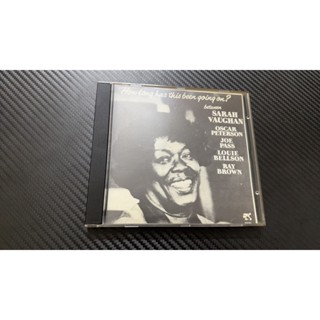 How long has this been going on?
between
SARAH
VAUGHAN
OSCAR
PETERSON
JOE
PASS
LOUIE
BELLSON
RAY
BROWN